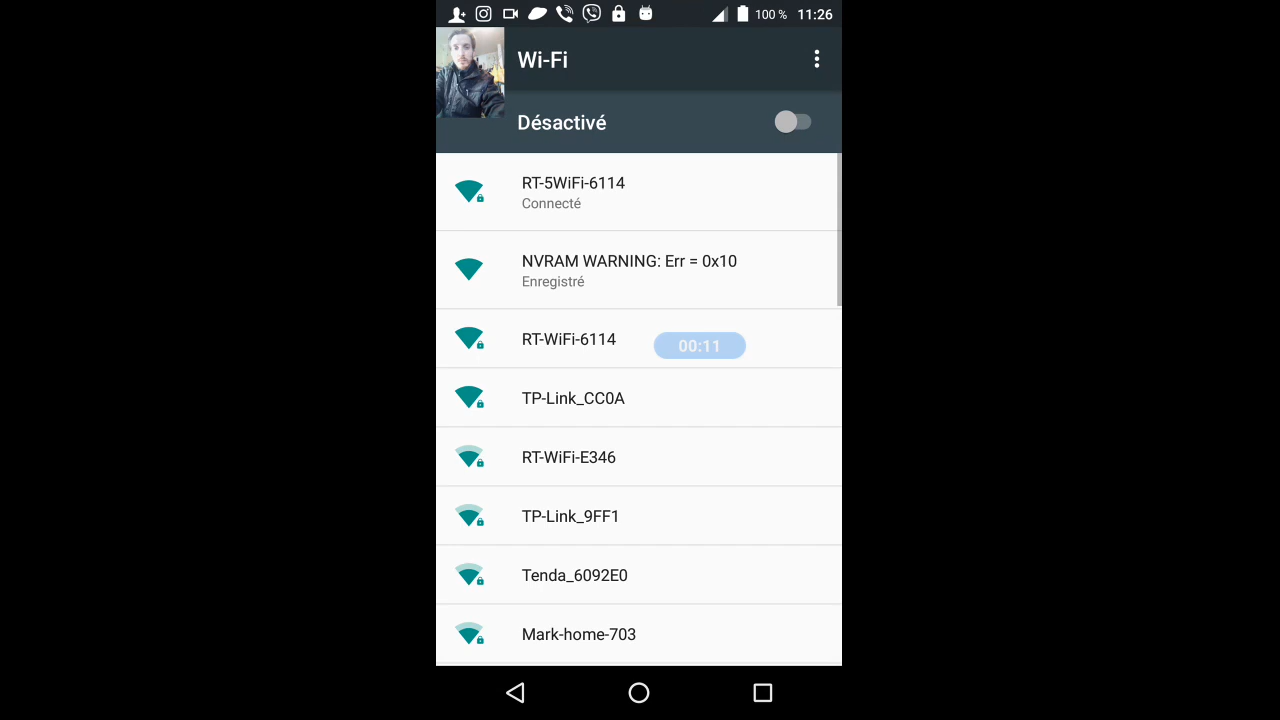 100 % 11:26
Wi-Fi
Désactivé
RT-5WiFi-6114
Connecté
NVRAM WARNING: Err = 0x10
Enregistré
RT-WiFi-6114
00:11
TP-Link_CC0A
RT-WiFi-E346
TP-Link_9FF1
Tenda_6092E0
Mark-home-703